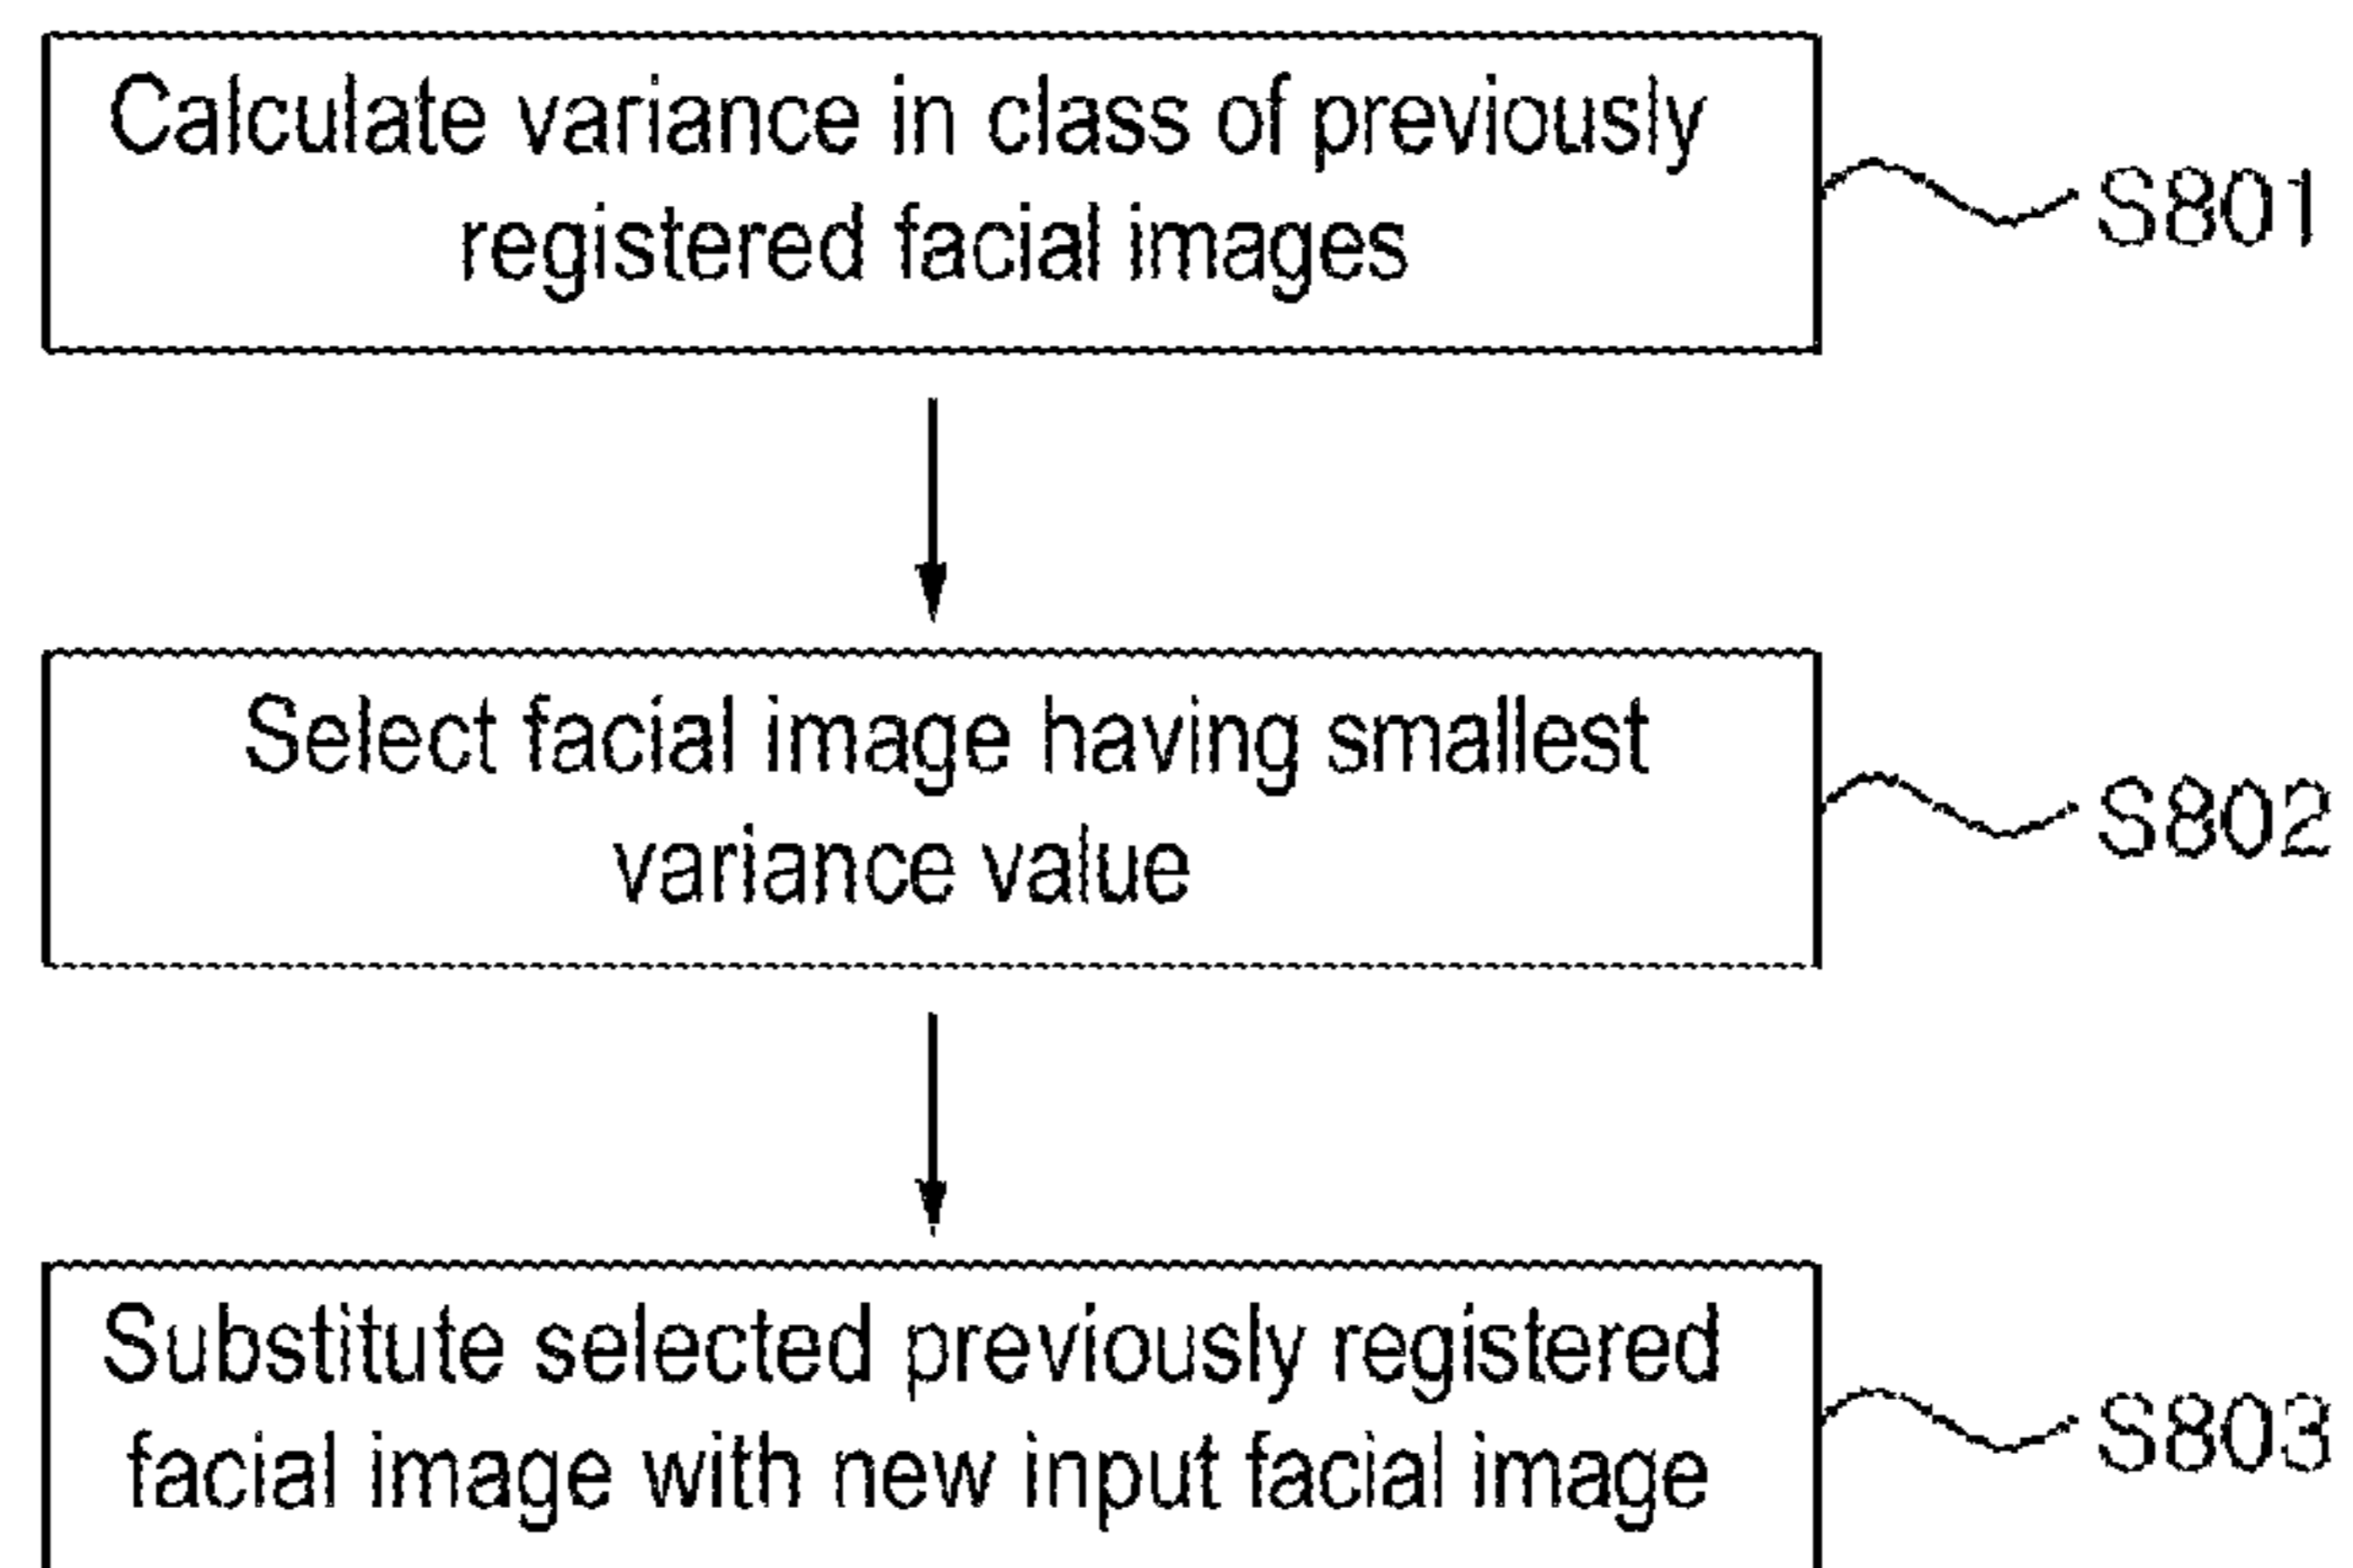 Calculate variance in class of previously
registered facial images
S801
Select facial image having smallest
variance value
S802
Substitute selected previously registered
facial image with new input facial image
S803